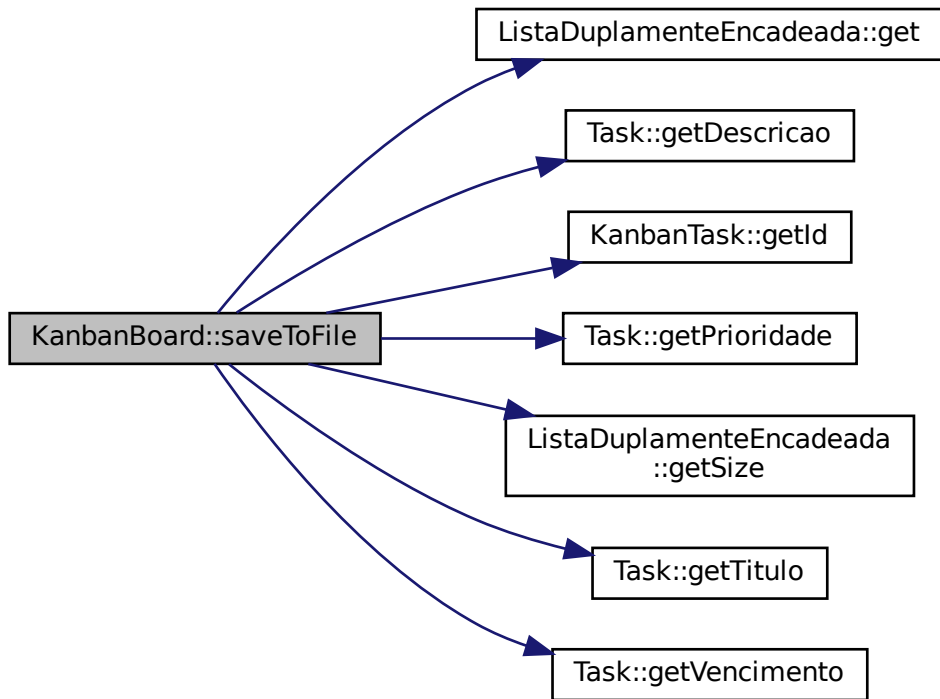 ListaDuplamenteEncadeada::get
Task::getDescricao
KanbanTask::getId
KanbanBoard::saveToFile
Task::getPrioridade
ListaDuplamenteEncadeada
::getSize
Task::getTitulo
Task::getVencimento